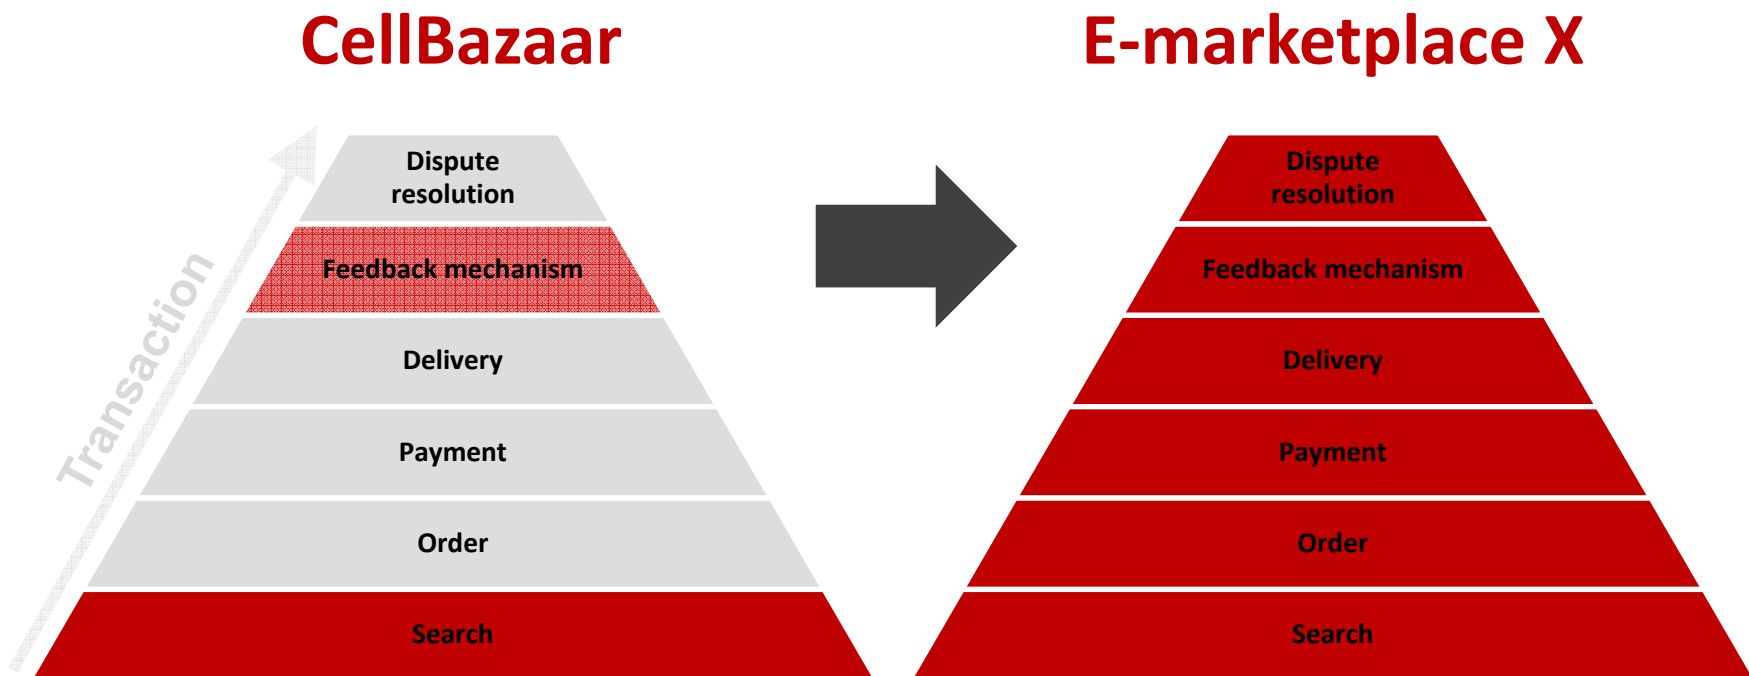 CellBazaar
E-marketplace X
Transaction
Dispute
resolution
Feedback mechanism
Delivery
Payment
Order
Search
Dispute
resolution
Feedback mechanism
Delivery
Payment
Order
Search